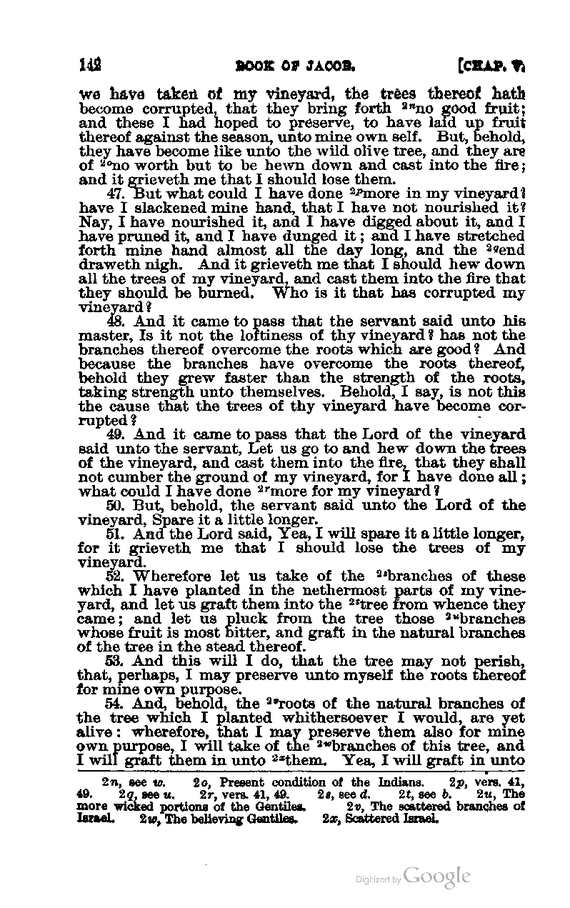 142 BOOK OF JACOB. [CHAP. V.
we have taken of my vineyard, the trees thereof hath
become corrupted, that they bring forth ²ⁿno good fruit;
and these I had hoped to preserve, to have laid up fruit
thereof against the season, unto mine own self. But, behold,
they have become like unto the wild olive tree, and they are
of ²ᵒno worth but to be hewn down and cast into the fire;
and it grieveth me that I should lose them.
47. But what could I have done ²ᵖmore in my vineyard?
have I slackened mine hand, that I have not nourished it?
Nay, I have nourished it, and I have digged about it, and I
have pruned it, and I have dunged it; and I have stretched
forth mine hand almost all the day long, and the ²qend
draweth nigh. And it grieveth me that I should hew down
all the trees of my vineyard, and cast them into the fire that
they should be burned. Who is it that has corrupted my
vineyard?
48. And it came to pass that the servant said unto his
master, Is it not the loftiness of thy vineyard? has not the
branches thereof overcome the roots which are good? And
because the branches have overcome the roots thereof,
behold they grew faster than the strength of the roots,
taking strength unto themselves. Behold, I say, is not this
the cause that the trees of thy vineyard have become cor-
rupted?
49. And it came to pass that the Lord of the vineyard
said unto the servant, Let us go to and hew down the trees
of the vineyard, and cast them into the fire, that they shall
not cumber the ground of my vineyard, for I have done all;
what could I have done ²ʳmore for my vineyard?
50. But, behold, the servant said unto the Lord of the
vineyard, Spare it a little longer.
51. And the Lord said, Yea, I will spare it a little longer,
for it grieveth me that I should lose the trees of my
vineyard.
52. Wherefore let us take of the ²ˢbranches of these
which I have planted in the nethermost parts of my vine-
yard, and let us graft them into the ²ᵗtree from whence they
came; and let us pluck from the tree those ²ᵘbranches
whose fruit is most bitter, and graft in the natural branches
of the tree in the stead thereof.
53. And this will I do, that the tree may not perish,
that, perhaps, I may preserve unto myself the roots thereof
for mine own purpose.
54. And, behold, the ²ᵛroots of the natural branches of
the tree which I planted whithersoever I would, are yet
alive: wherefore, that I may preserve them also for mine
own purpose, I will take of the ²ʷbranches of this tree, and
I will graft them in unto ²ˣthem. Yea, I will graft in unto
2n, see w. 2o, Present condition of the Indians. 2p, vers. 41,
49. 2q, see u. 2r, vers. 41, 49. 2s, see d. 2t, see b. 2u, The
more wicked portions of the Gentiles. 2v, The scattered branches of
Israel. 2w, The believing Gentiles. 2x, Scattered Israel.
Digitized by Google